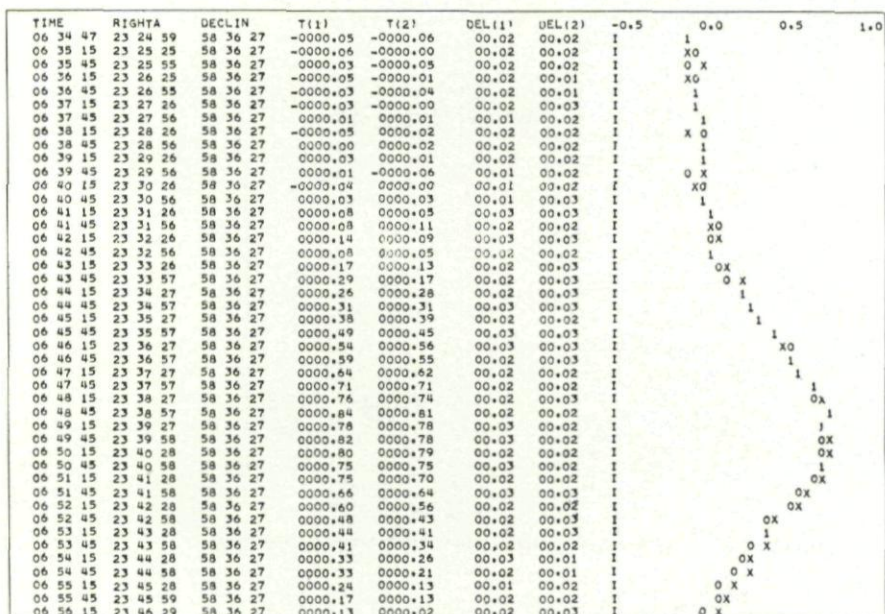 TIME RIGHTA DECLIN T(1) T(2) DEL(1) DEL(2) -0.5 0.0 0.5 1.0
06 34 47 23 24 59 58 36 27 -0000.05 -0000.06 00.02 00.02 I 1
06 35 15 23 25 25 58 36 27 -0000.06 -0000.00 00.02 00.02 I XO
06 35 45 23 25 55 58 36 27 0000.03 -0000.05 00.02 00.02 I O X
06 36 15 23 26 25 58 36 27 -0000.05 -0000.01 00.02 00.01 I XO
06 36 45 23 26 55 58 36 27 -0000.03 -0000.04 00.02 00.01 I 1
06 37 15 23 27 26 58 36 27 -0000.03 -0000.00 00.02 00.03 I 1
06 37 45 23 27 56 58 36 27 0000.01 0000.01 00.01 00.02 I 1
06 38 15 23 28 26 58 36 27 -0000.05 0000.02 00.02 00.02 I X O
06 38 45 23 28 56 58 36 27 0000.00 0000.02 00.02 00.02 I 1
06 39 15 23 29 26 58 36 27 0000.03 0000.01 00.02 00.02 I 1
06 39 45 23 29 56 58 36 27 0000.01 -0000.06 00.01 00.02 I O X
06 40 15 23 30 26 58 36 27 -0000.04 0000.00 00.01 00.02 I XO
06 40 45 23 30 56 58 36 27 0000.03 0000.03 00.01 00.03 I 1
06 41 15 23 31 26 58 36 27 0000.08 0000.05 00.03 00.03 I 1
06 41 45 23 31 56 58 36 27 0000.08 0000.11 00.02 00.02 I XO
06 42 15 23 32 26 58 36 27 0000.14 0000.09 00.03 00.03 I OX
06 42 45 23 32 56 58 36 27 0000.08 0000.05 00.02 00.02 I 1
06 43 15 23 33 26 58 36 27 0000.17 0000.13 00.02 00.03 I OX
06 43 45 23 33 57 58 36 27 0000.29 0000.17 00.02 00.03 I O X
06 44 15 23 34 27 58 36 27 0000.26 0000.28 00.02 00.03 I 1
06 44 45 23 34 57 58 36 27 0000.31 0000.31 00.03 00.03 I 1
06 45 15 23 35 27 58 36 27 0000.38 0000.39 00.02 00.02 I 1
06 45 45 23 35 57 58 36 27 0000.49 0000.45 00.03 00.03 I 1
06 46 15 23 36 27 58 36 27 0000.54 0000.56 00.03 00.03 I XO
06 46 45 23 36 57 58 36 27 0000.59 0000.55 00.02 00.03 I 1
06 47 15 23 37 27 58 36 27 0000.64 0000.62 00.02 00.02 I 1
06 47 45 23 37 57 58 36 27 0000.71 0000.71 00.02 00.02 I 1
06 48 15 23 38 27 58 36 27 0000.76 0000.74 00.02 00.03 I OX
06 48 45 23 38 57 58 36 27 0000.84 0000.81 00.02 00.02 I 1
06 49 15 23 39 27 58 36 27 0000.78 0000.78 00.03 00.03 I 1
06 49 45 23 39 58 58 36 27 0000.82 0000.78 00.03 00.02 I OX
06 50 15 23 40 28 58 36 27 0000.80 0000.79 00.02 00.02 I OX
06 50 45 23 40 58 58 36 27 0000.75 0000.75 00.03 00.02 I 1
06 51 15 23 41 28 58 36 27 0000.75 0000.70 00.02 00.02 I OX
06 51 45 23 41 58 58 36 27 0000.66 0000.64 00.03 00.03 I OX
06 52 15 23 42 28 58 36 27 0000.60 0000.56 00.02 00.02 I OX
06 52 45 23 42 58 58 36 27 0000.48 0000.43 00.02 00.03 I OX
06 53 15 23 43 28 58 36 27 0000.44 0000.41 00.02 00.03 I 1
06 53 45 23 43 58 58 36 27 0000.41 0000.34 00.02 00.02 I O X
06 54 15 23 44 28 58 36 27 0000.33 0000.26 00.03 00.01 I OX
06 54 45 23 44 58 58 36 27 0000.33 0000.21 00.02 00.01 I O X
06 55 15 23 45 28 58 36 27 0000.24 0000.13 00.01 00.02 I O X
06 55 45 23 45 59 58 36 27 0000.17 0000.13 00.02 00.02 I OX
06 56 15 23 46 29 58 36 27 0000.13 0000.02 00.02 00.03 I O X